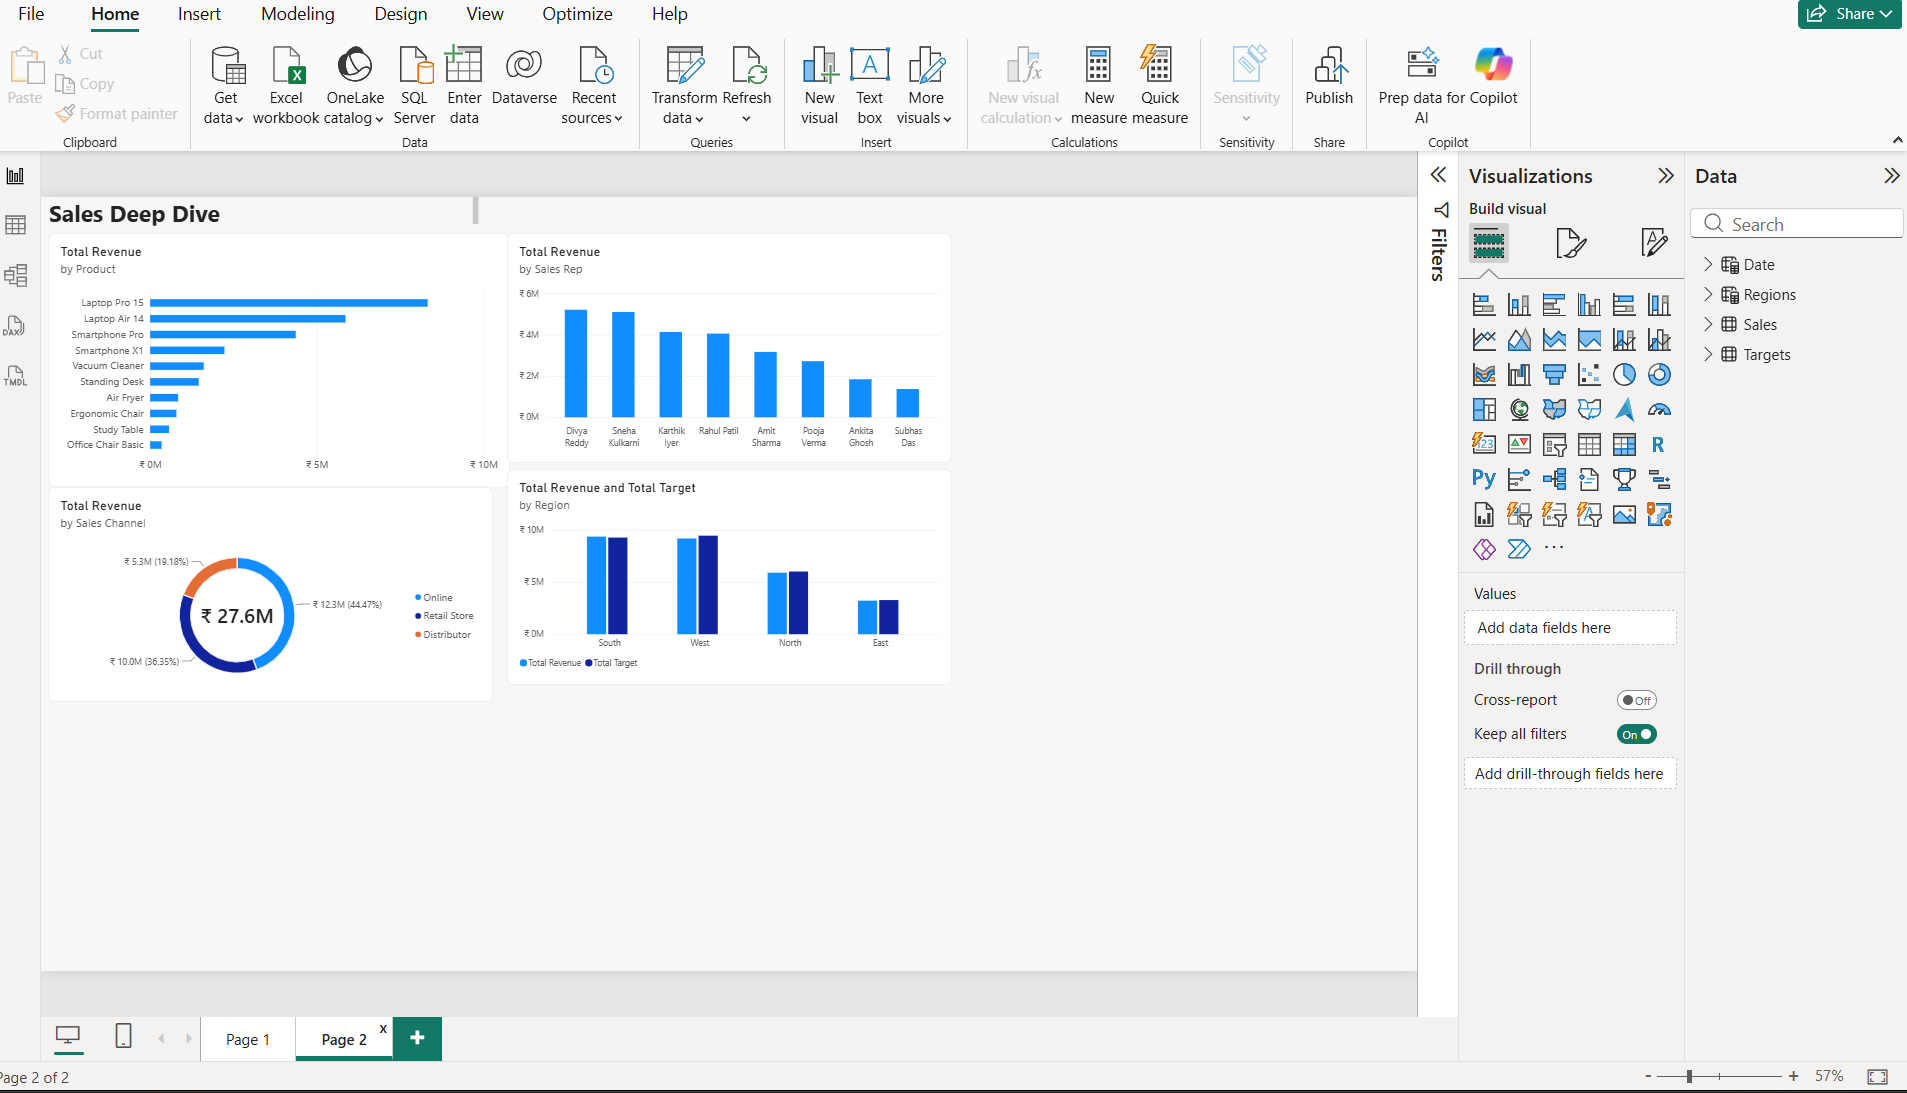 File Home Insert Modeling Design View Optimize Help
Share
Paste
Cut
Copy
Format painter
Clipboard
Get data
Excel workbook
OneLake catalog
SQL Server
Enter data
Dataverse
Recent sources
Data
Transform data
Refresh
Queries
New visual
Text box
More visuals
Insert
New visual calculation
New measure
Quick measure
Calculations
Sensitivity
Sensitivity
Publish
Share
Prep data for AI
Copilot
Copilot
DAX
TMDL
Sales Deep Dive
Total Revenue
by Product
Laptop Pro 15
Laptop Air 14
Smartphone Pro
Smartphone X1
Vacuum Cleaner
Standing Desk
Air Fryer
Ergonomic Chair
Study Table
Office Chair Basic
₹ 0M ₹ 5M ₹ 10M
Total Revenue
by Sales Rep
₹ 6M
₹ 4M
₹ 2M
₹ 0M
Divya Reddy
Sneha Kulkarni
Karthik Iyer
Rahul Patil
Amit Sharma
Pooja Verma
Ankita Ghosh
Subhas Das
Total Revenue
by Sales Channel
₹ 5.3M (19.18%)
₹ 12.3M (44.47%)
₹ 27.6M
₹ 10.0M (36.35%)
Online
Retail Store
Distributor
Total Revenue and Total Target
by Region
₹ 10M
₹ 5M
₹ 0M
South West North East
Total Revenue Total Target
Filters
Visualizations
Build visual
123
R
Py
Values
Add data fields here
Drill through
Cross-report Off
Keep all filters On
Add drill-through fields here
Data
Search
Date
Regions
Sales
Targets
Page 1
Page 2 x
+
Page 2 of 2
- + 57%